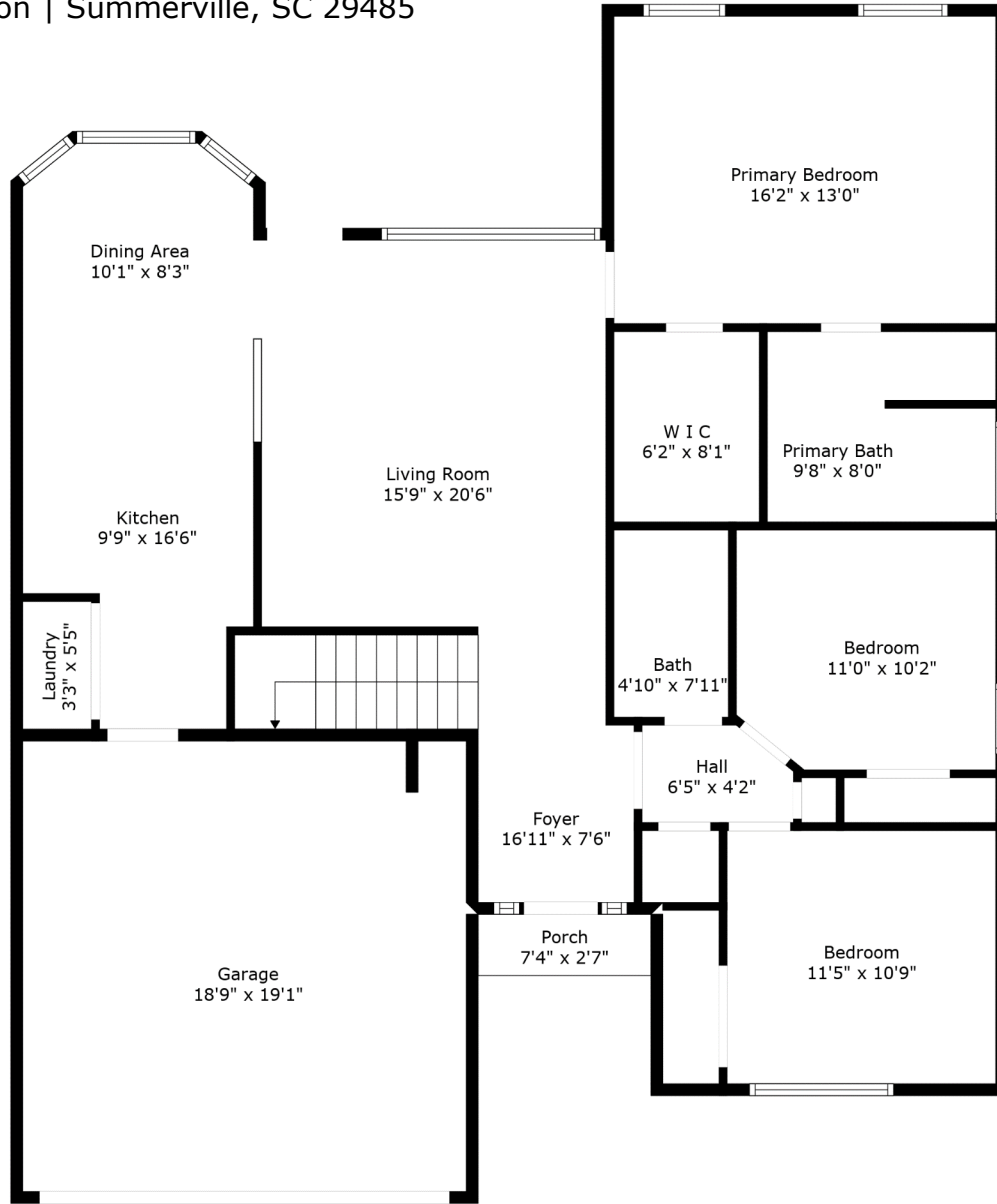 on | Summerville, SC 29485
Primary Bedroom
16'2" x 13'0"
Dining Area
10'1" x 8'3"
W I C
6'2" x 8'1"
Primary Bath
9'8" x 8'0"
Living Room
15'9" x 20'6"
Kitchen
9'9" x 16'6"
Laundry
3'3" x 5'5"
Bath
4'10" x 7'11"
Bedroom
11'0" x 10'2"
Hall
6'5" x 4'2"
Foyer
16'11" x 7'6"
Porch
7'4" x 2'7"
Garage
18'9" x 19'1"
Bedroom
11'5" x 10'9"